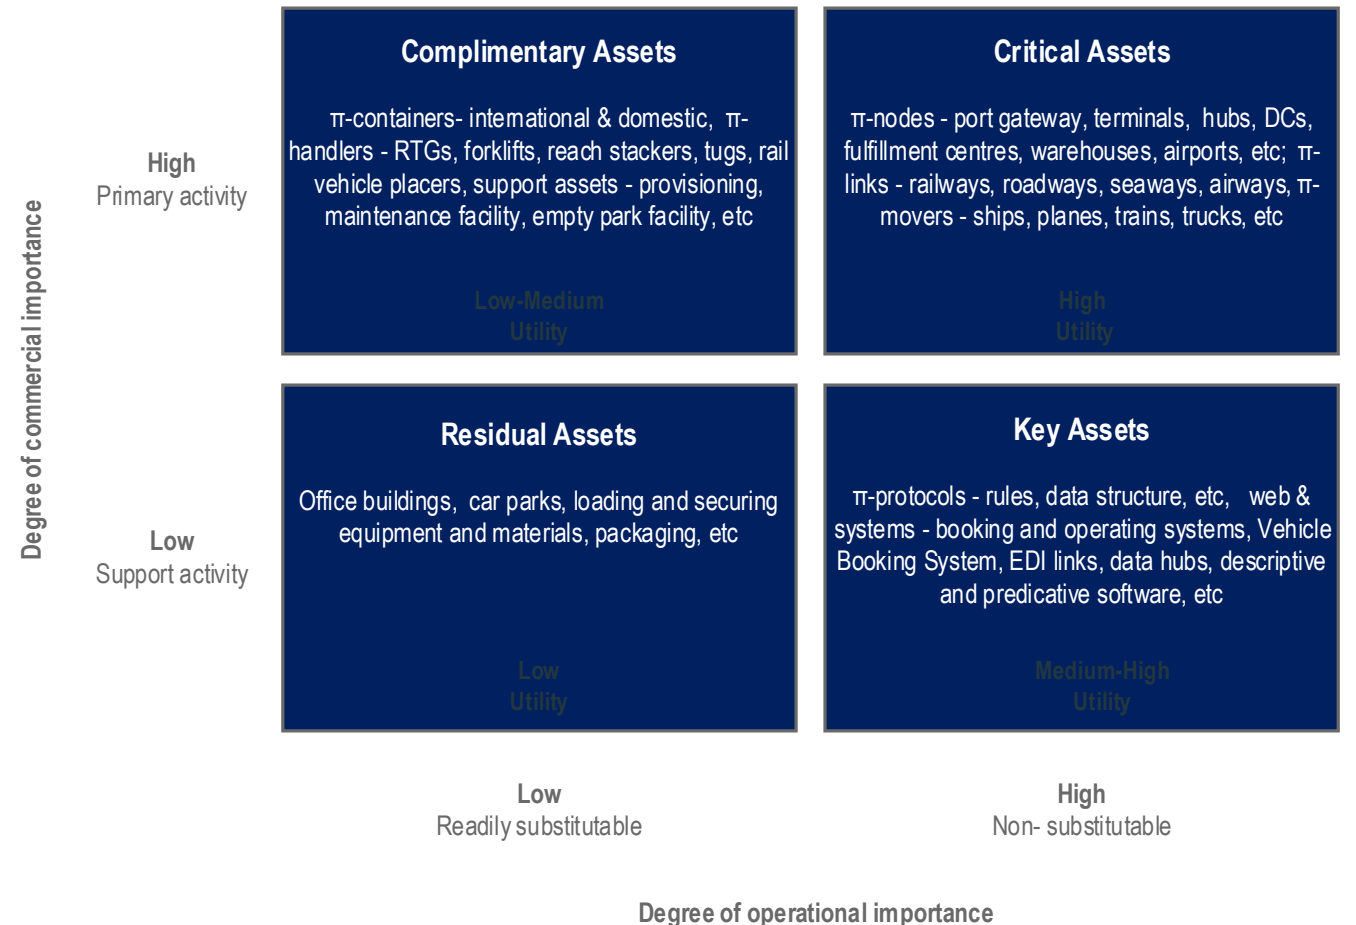 Complimentary Assets
π-containers- international & domestic, π-
handlers - RTGs, forklifts, reach stackers, tugs, rail
vehicle placers, support assets - provisioning,
maintenance facility, empty park facility, etc
Low-Medium
Utility
Critical Assets
π-nodes - port gateway, terminals, hubs, DCs,
fulfillment centres, warehouses, airports, etc; π-
links - railways, roadways, seaways, airways, π-
movers - ships, planes, trains, trucks, etc
High
Utility
High
Primary activity
Degree of commercial importance
Residual Assets
Office buildings, car parks, loading and securing
equipment and materials, packaging, etc
Low
Utility
Key Assets
π-protocols - rules, data structure, etc, web &
systems - booking and operating systems, Vehicle
Booking System, EDI links, data hubs, descriptive
and predicative software, etc
Medium-High
Utility
Low
Support activity
Low
Readily substitutable
High
Non- substitutable
Degree of operational importance